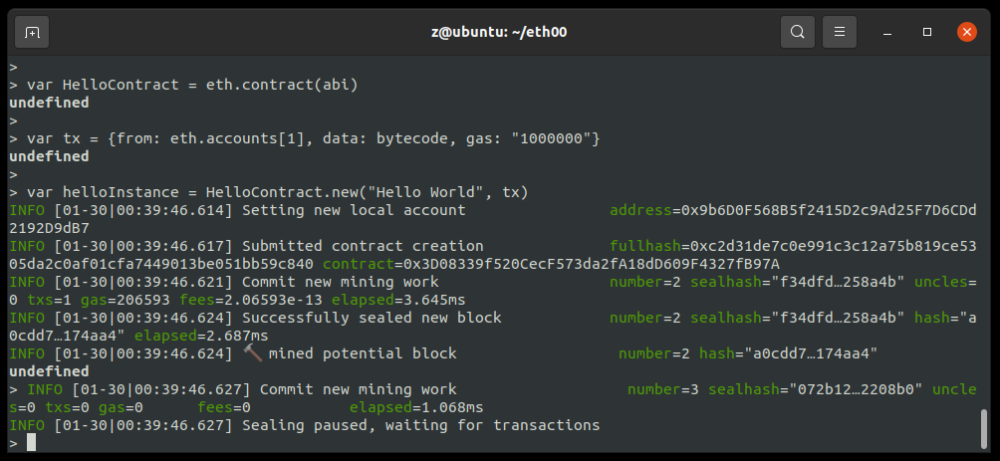 z@ubuntu: ~/eth00
>
> var HelloContract = eth.contract(abi)
undefined
>
> var tx = {from: eth.accounts[1], data: bytecode, gas: "1000000"}
undefined
>
> var helloInstance = HelloContract.new("Hello World", tx)
INFO [01-30|00:39:46.614] Setting new local account                address=0x9b6D0F568B5f2415D2c9Ad25F7D6CDd
2192D9dB7
INFO [01-30|00:39:46.617] Submitted contract creation              fullhash=0xc2d31de7c0e991c3c12a75b819ce53
05da2c0af01cfa7449013be051bb59c840 contract=0x3D08339f520CecF573da2fA18dD609F4327fB97A
INFO [01-30|00:39:46.621] Commit new mining work                   number=2 sealhash="f34dfd…258a4b" uncles=
0 txs=1 gas=206593 fees=2.06593e-13 elapsed=3.645ms
INFO [01-30|00:39:46.624] Successfully sealed new block            number=2 sealhash="f34dfd…258a4b" hash="a
0cdd7…174aa4" elapsed=2.687ms
INFO [01-30|00:39:46.624] 🔨 mined potential block                  number=2 hash="a0cdd7…174aa4"
undefined
> INFO [01-30|00:39:46.627] Commit new mining work                   number=3 sealhash="072b12…2208b0" uncle
s=0 txs=0 gas=0      fees=0           elapsed=1.068ms
INFO [01-30|00:39:46.627] Sealing paused, waiting for transactions
>